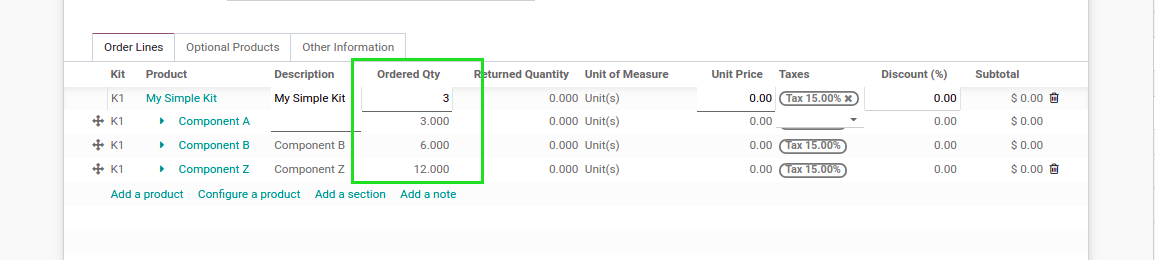 Order Lines Optional Products Other Information
Kit Product Description Ordered Qty Returned Quantity Unit of Measure Unit Price Taxes Discount (%) Subtotal
K1 My Simple Kit My Simple Kit 3 0.000 Unit(s) 0.00 Tax 15.00% ✖ 0.00 $ 0.00
K1 Component A 3.000 0.000 Unit(s) 0.00 0.00 $ 0.00
K1 Component B Component B 6.000 0.000 Unit(s) 0.00 Tax 15.00% 0.00 $ 0.00
K1 Component Z Component Z 12.000 0.000 Unit(s) 0.00 Tax 15.00% 0.00 $ 0.00
Add a product Configure a product Add a section Add a note